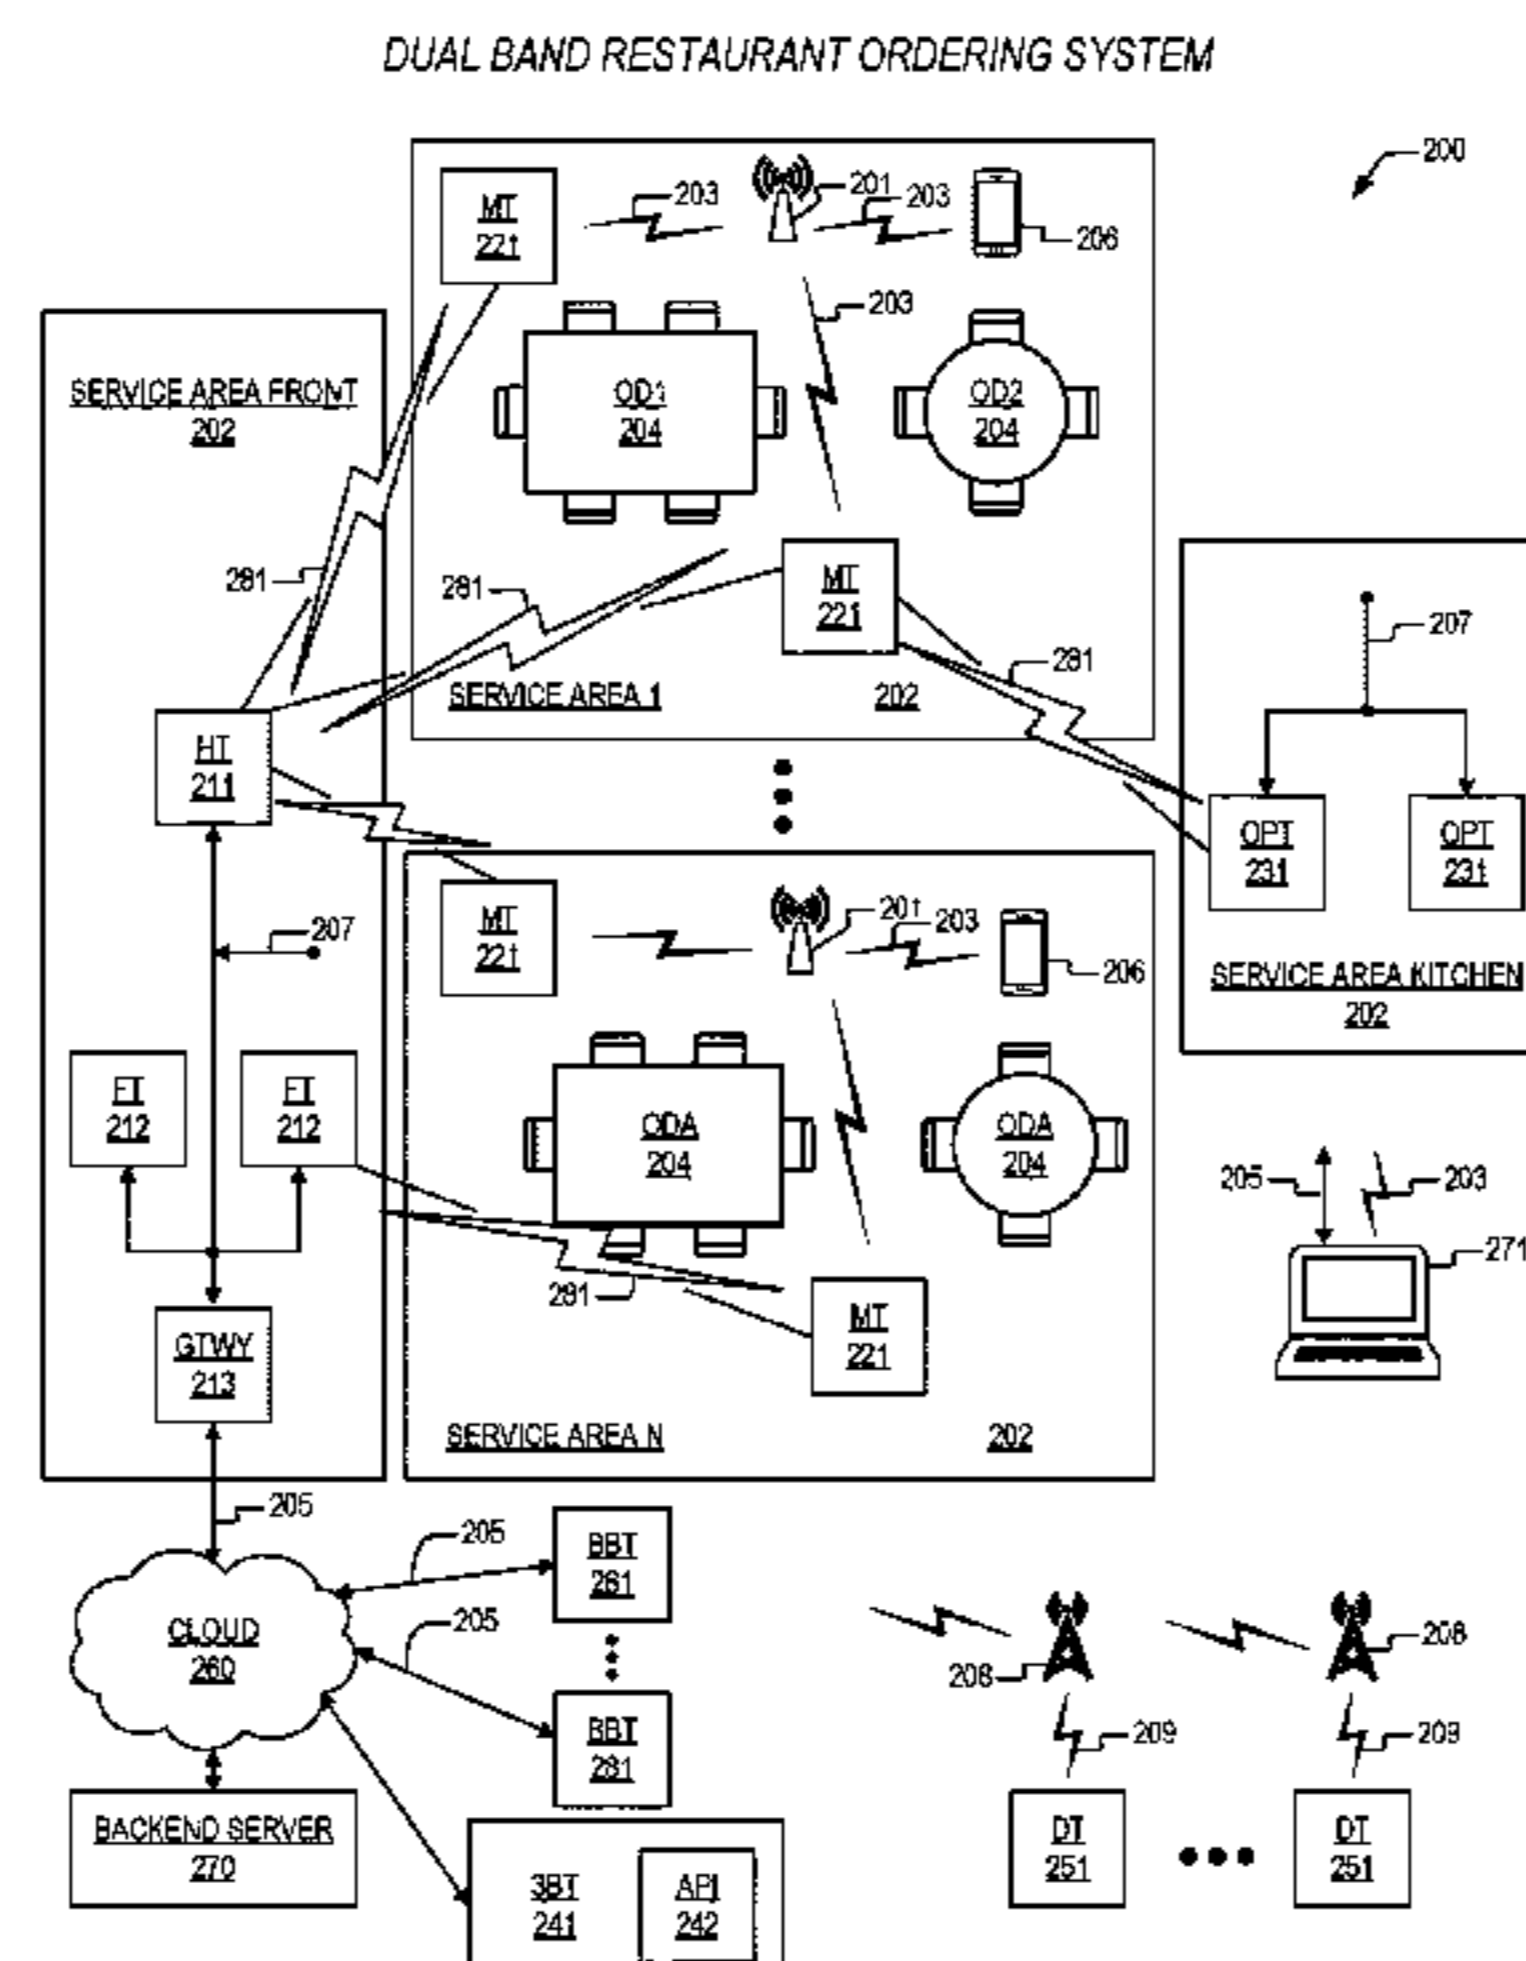 DUAL BAND RESTAURANT ORDERING SYSTEM
200
MT
221
203
201
203
206
203
SERVICE AREA FRONT
202
OD1
204
OD2
204
281
281
MT
221
281
207
SERVICE AREA 1
202
HT
211
OPT
231
OPT
231
MT
221
201
203
206
207
SERVICE AREA KITCHEN
202
FT
212
FT
212
ODA
204
ODA
204
205
203
271
281
MT
221
GTWY
213
SERVICE AREA N
202
205
205
BBT
261
CLOUD
260
205
208
208
BBT
261
209
209
BACKEND SERVER
270
3BT
241
API
242
DT
251
DT
251